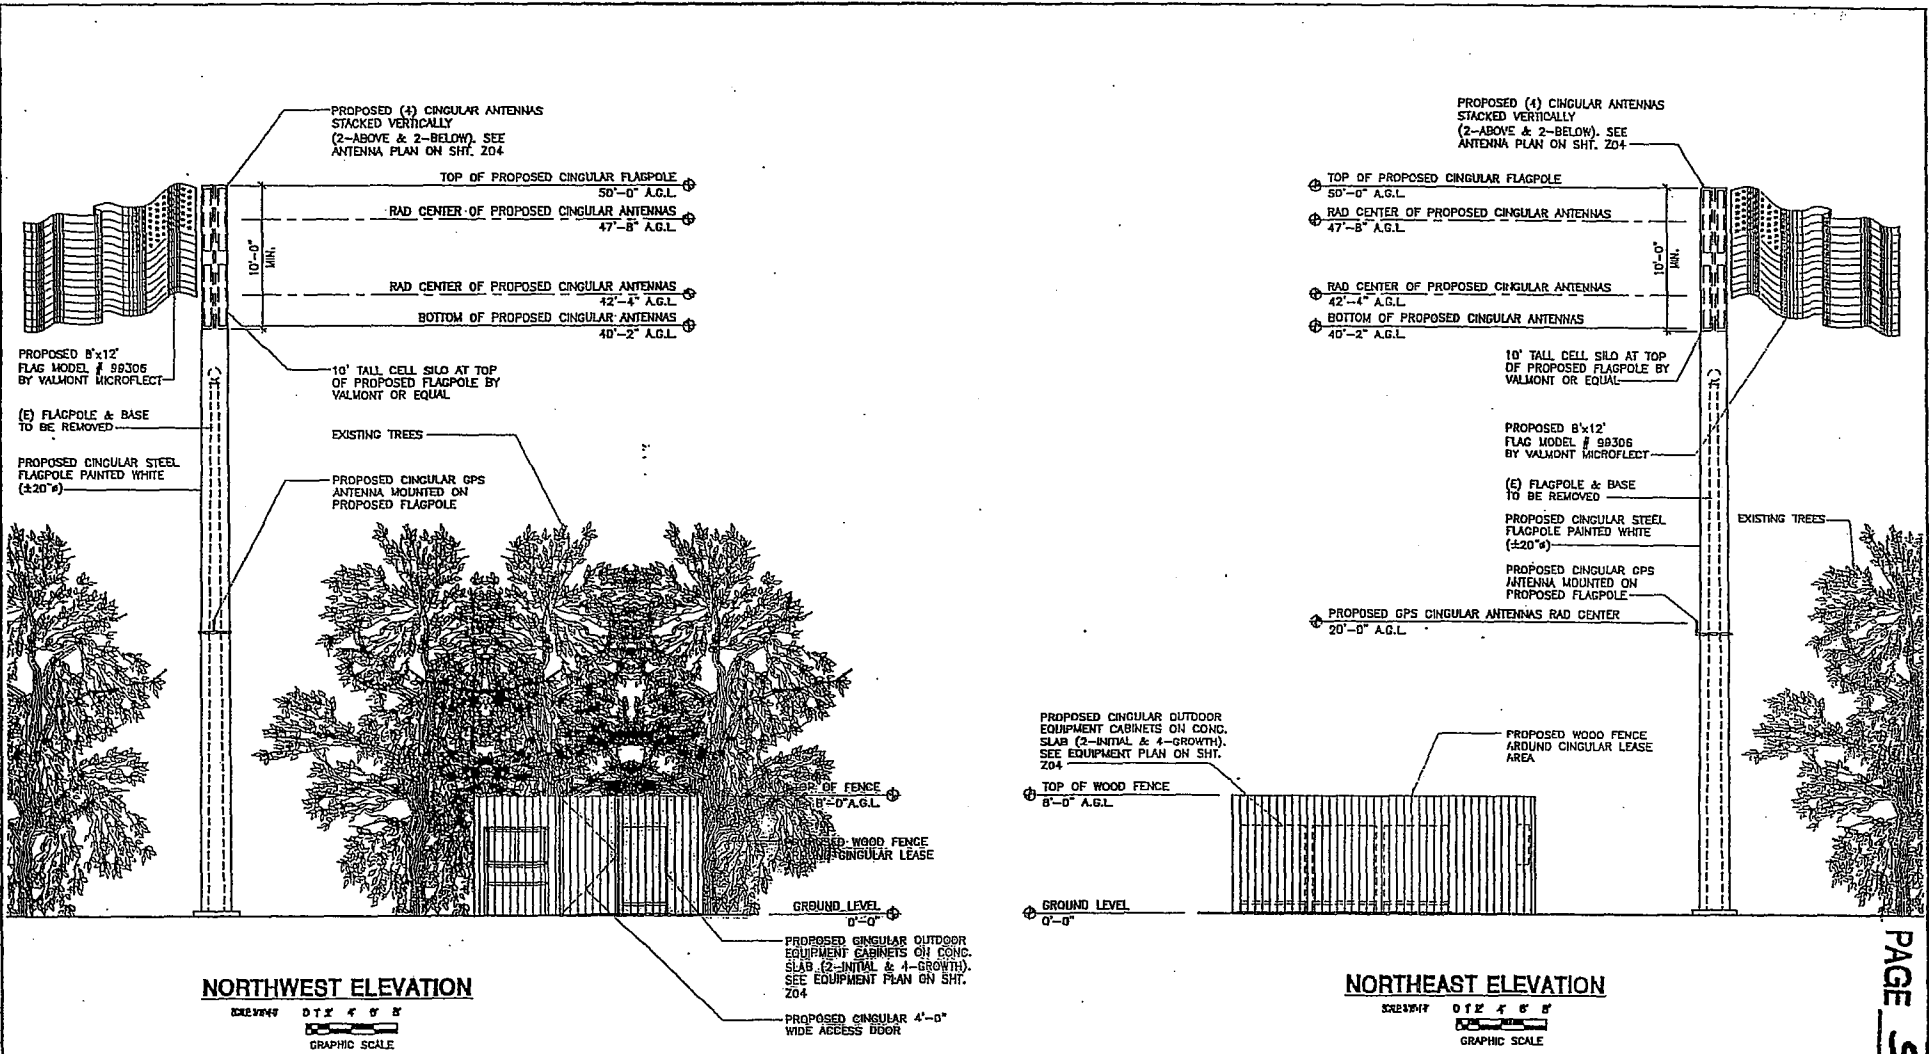 PROPOSED (4) CINGULAR ANTENNAS
STACKED VERTICALLY
(2-ABOVE & 2-BELOW). SEE
ANTENNA PLAN ON SHT. Z04
TOP OF PROPOSED CINGULAR FLAGPOLE
50'-0" A.G.L.
RAD CENTER OF PROPOSED CINGULAR ANTENNAS
47'-8" A.G.L.
10'-0"
MIN.
RAD CENTER OF PROPOSED CINGULAR ANTENNAS
42'-4" A.G.L.
BOTTOM OF PROPOSED CINGULAR ANTENNAS
40'-2" A.G.L.
PROPOSED 8'x12'
FLAG MODEL # 99306
BY VALMONT MICROFLECT
10' TALL CELL SILO AT TOP
OF PROPOSED FLAGPOLE BY
VALMONT OR EQUAL
(E) FLAGPOLE & BASE
TO BE REMOVED
EXISTING TREES
PROPOSED CINGULAR STEEL
FLAGPOLE PAINTED WHITE
(±20"ø)
PROPOSED CINGULAR GPS
ANTENNA MOUNTED ON
PROPOSED FLAGPOLE
OF FENCE
8'-0" A.G.L.
WOOD FENCE
CINGULAR LEASE
GROUND LEVEL
0'-0"
PROPOSED CINGULAR OUTDOOR
EQUIPMENT CABINETS ON CONC.
SLAB (2-INITIAL & 4-GROWTH).
SEE EQUIPMENT PLAN ON SHT.
Z04
PROPOSED CINGULAR 4'-0"
WIDE ACCESS DOOR
NORTHWEST ELEVATION
0 1' 2' 4' 6' 8'
GRAPHIC SCALE
PROPOSED (4) CINGULAR ANTENNAS
STACKED VERTICALLY
(2-ABOVE & 2-BELOW). SEE
ANTENNA PLAN ON SHT. Z04
TOP OF PROPOSED CINGULAR FLAGPOLE
50'-0" A.G.L.
RAD CENTER OF PROPOSED CINGULAR ANTENNAS
47'-8" A.G.L.
10'-0"
MIN.
RAD CENTER OF PROPOSED CINGULAR ANTENNAS
42'-4" A.G.L.
BOTTOM OF PROPOSED CINGULAR ANTENNAS
40'-2" A.G.L.
10' TALL CELL SILO AT TOP
OF PROPOSED FLAGPOLE BY
VALMONT OR EQUAL
PROPOSED 8'x12'
FLAG MODEL # 99306
BY VALMONT MICROFLECT
(E) FLAGPOLE & BASE
TO BE REMOVED
PROPOSED CINGULAR STEEL
FLAGPOLE PAINTED WHITE
(±20"ø)
EXISTING TREES
PROPOSED CINGULAR GPS
ANTENNA MOUNTED ON
PROPOSED FLAGPOLE
PROPOSED GPS CINGULAR ANTENNAS RAD CENTER
20'-0" A.G.L.
PROPOSED CINGULAR OUTDOOR
EQUIPMENT CABINETS ON CONC.
SLAB (2-INITIAL & 4-GROWTH).
SEE EQUIPMENT PLAN ON SHT.
Z04
PROPOSED WOOD FENCE
AROUND CINGULAR LEASE
AREA
TOP OF WOOD FENCE
8'-0" A.G.L.
GROUND LEVEL
0'-0"
NORTHEAST ELEVATION
0 1' 2' 4' 6' 8'
GRAPHIC SCALE
PAGE